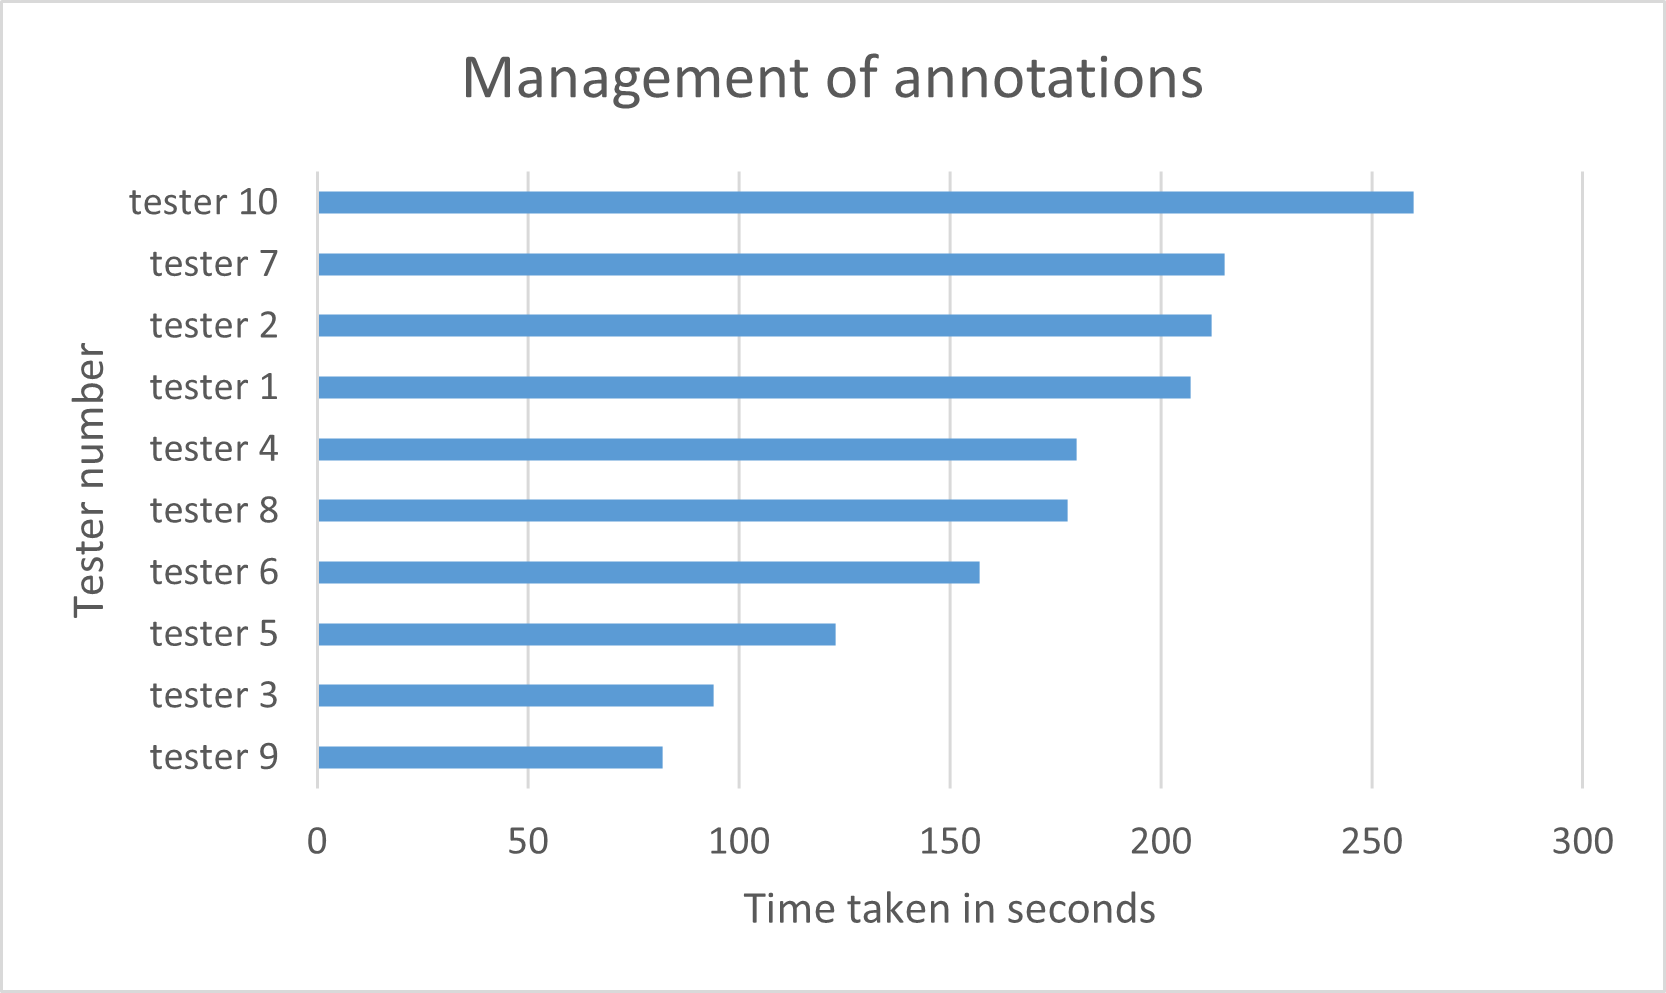 Management of annotations
Tester number
tester 10
tester 7
tester 2
tester 1
tester 4
tester 8
tester 6
tester 5
tester 3
tester 9
0 50 100 150 200 250 300
Time taken in seconds